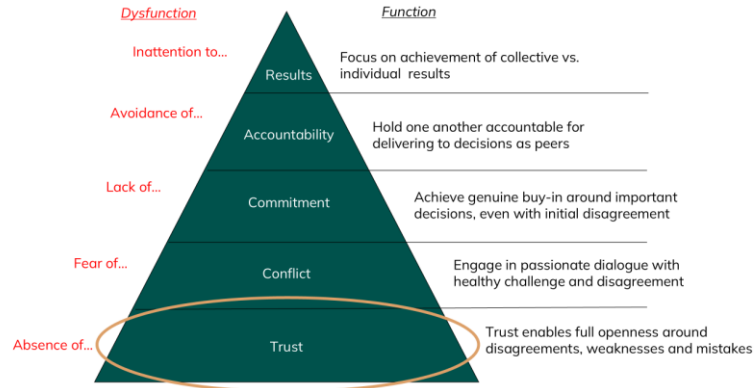 Dysfunction
Function
Inattention to...
Results
Focus on achievement of collective vs.
individual  results
Avoidance of...
Accountability
Hold one another accountable for
delivering to decisions as peers
Lack of...
Commitment
Achieve genuine buy-in around important
decisions, even with initial disagreement
Fear of...
Conflict
Engage in passionate dialogue with
healthy challenge and disagreement
Absence of...
Trust
Trust enables full openness around
disagreements, weaknesses and mistakes